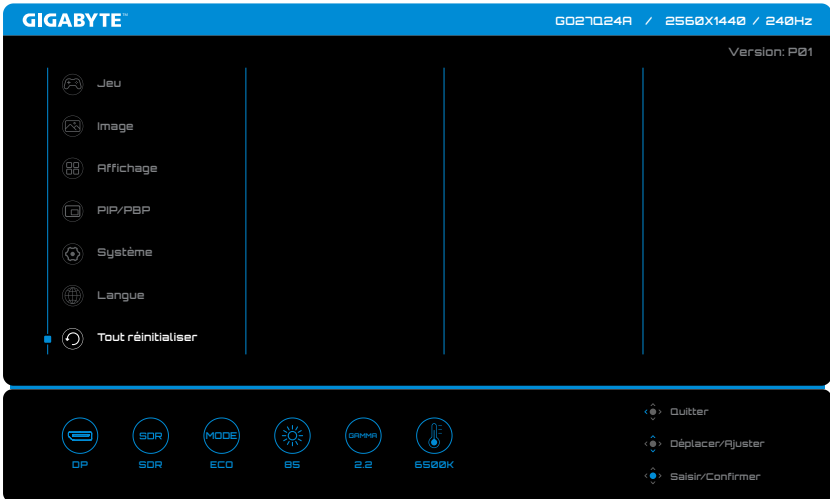 GIGABYTE™
GO27Q24A / 2560X1440 / 240Hz
Version: P01
Jeu
Image
Affichage
PIP/PBP
Système
Langue
Tout réinitialiser
SDR
MODE
GAMMA
DP
SDR
ECO
85
2.2
6500K
Quitter
Déplacer/Ajuster
Saisir/Confirmer